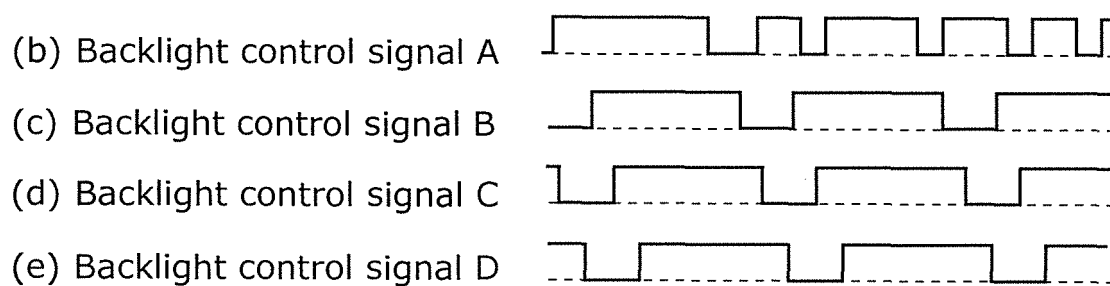 (b) Backlight control signal A
(c) Backlight control signal B
(d) Backlight control signal C
(e) Backlight control signal D